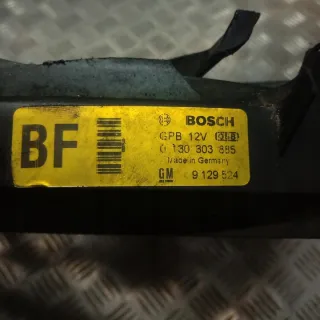 BF
BOSCH
GPB 12V
0 130 303 885
Made in Germany
GM 9 129 524